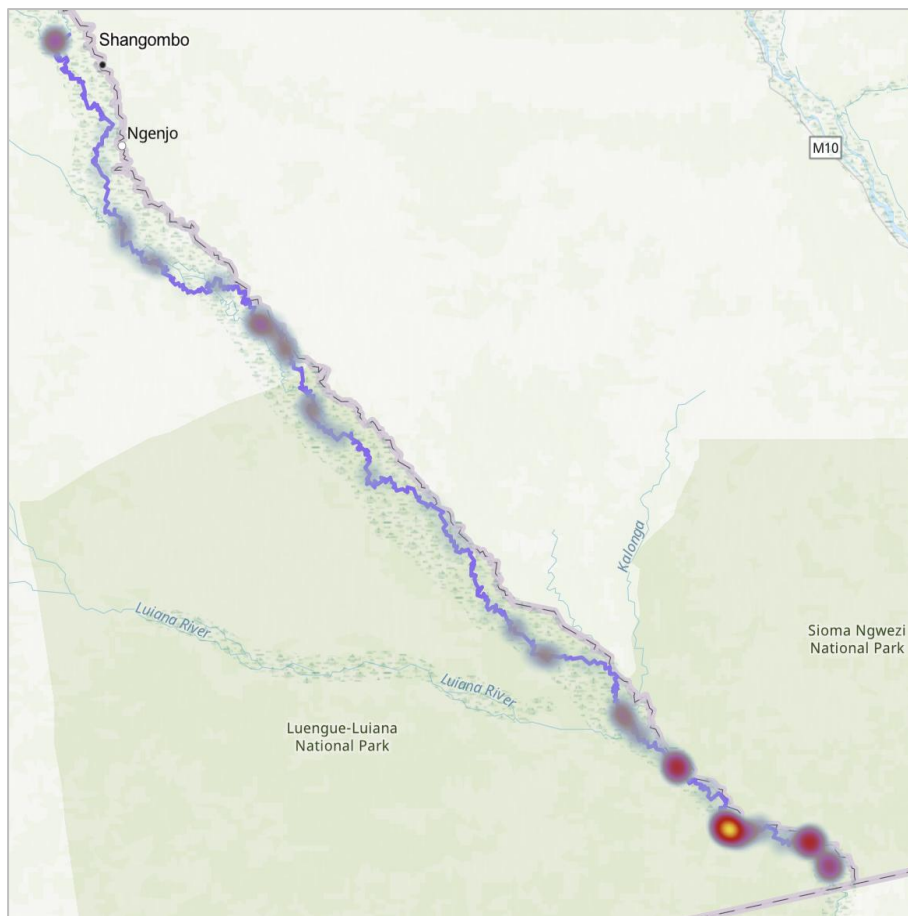 Shangombo
Ngenjo
M10
Kalonga
Luiana River
Sioma Ngwezi
National Park
Luiana River
Luengue-Luiana
National Park